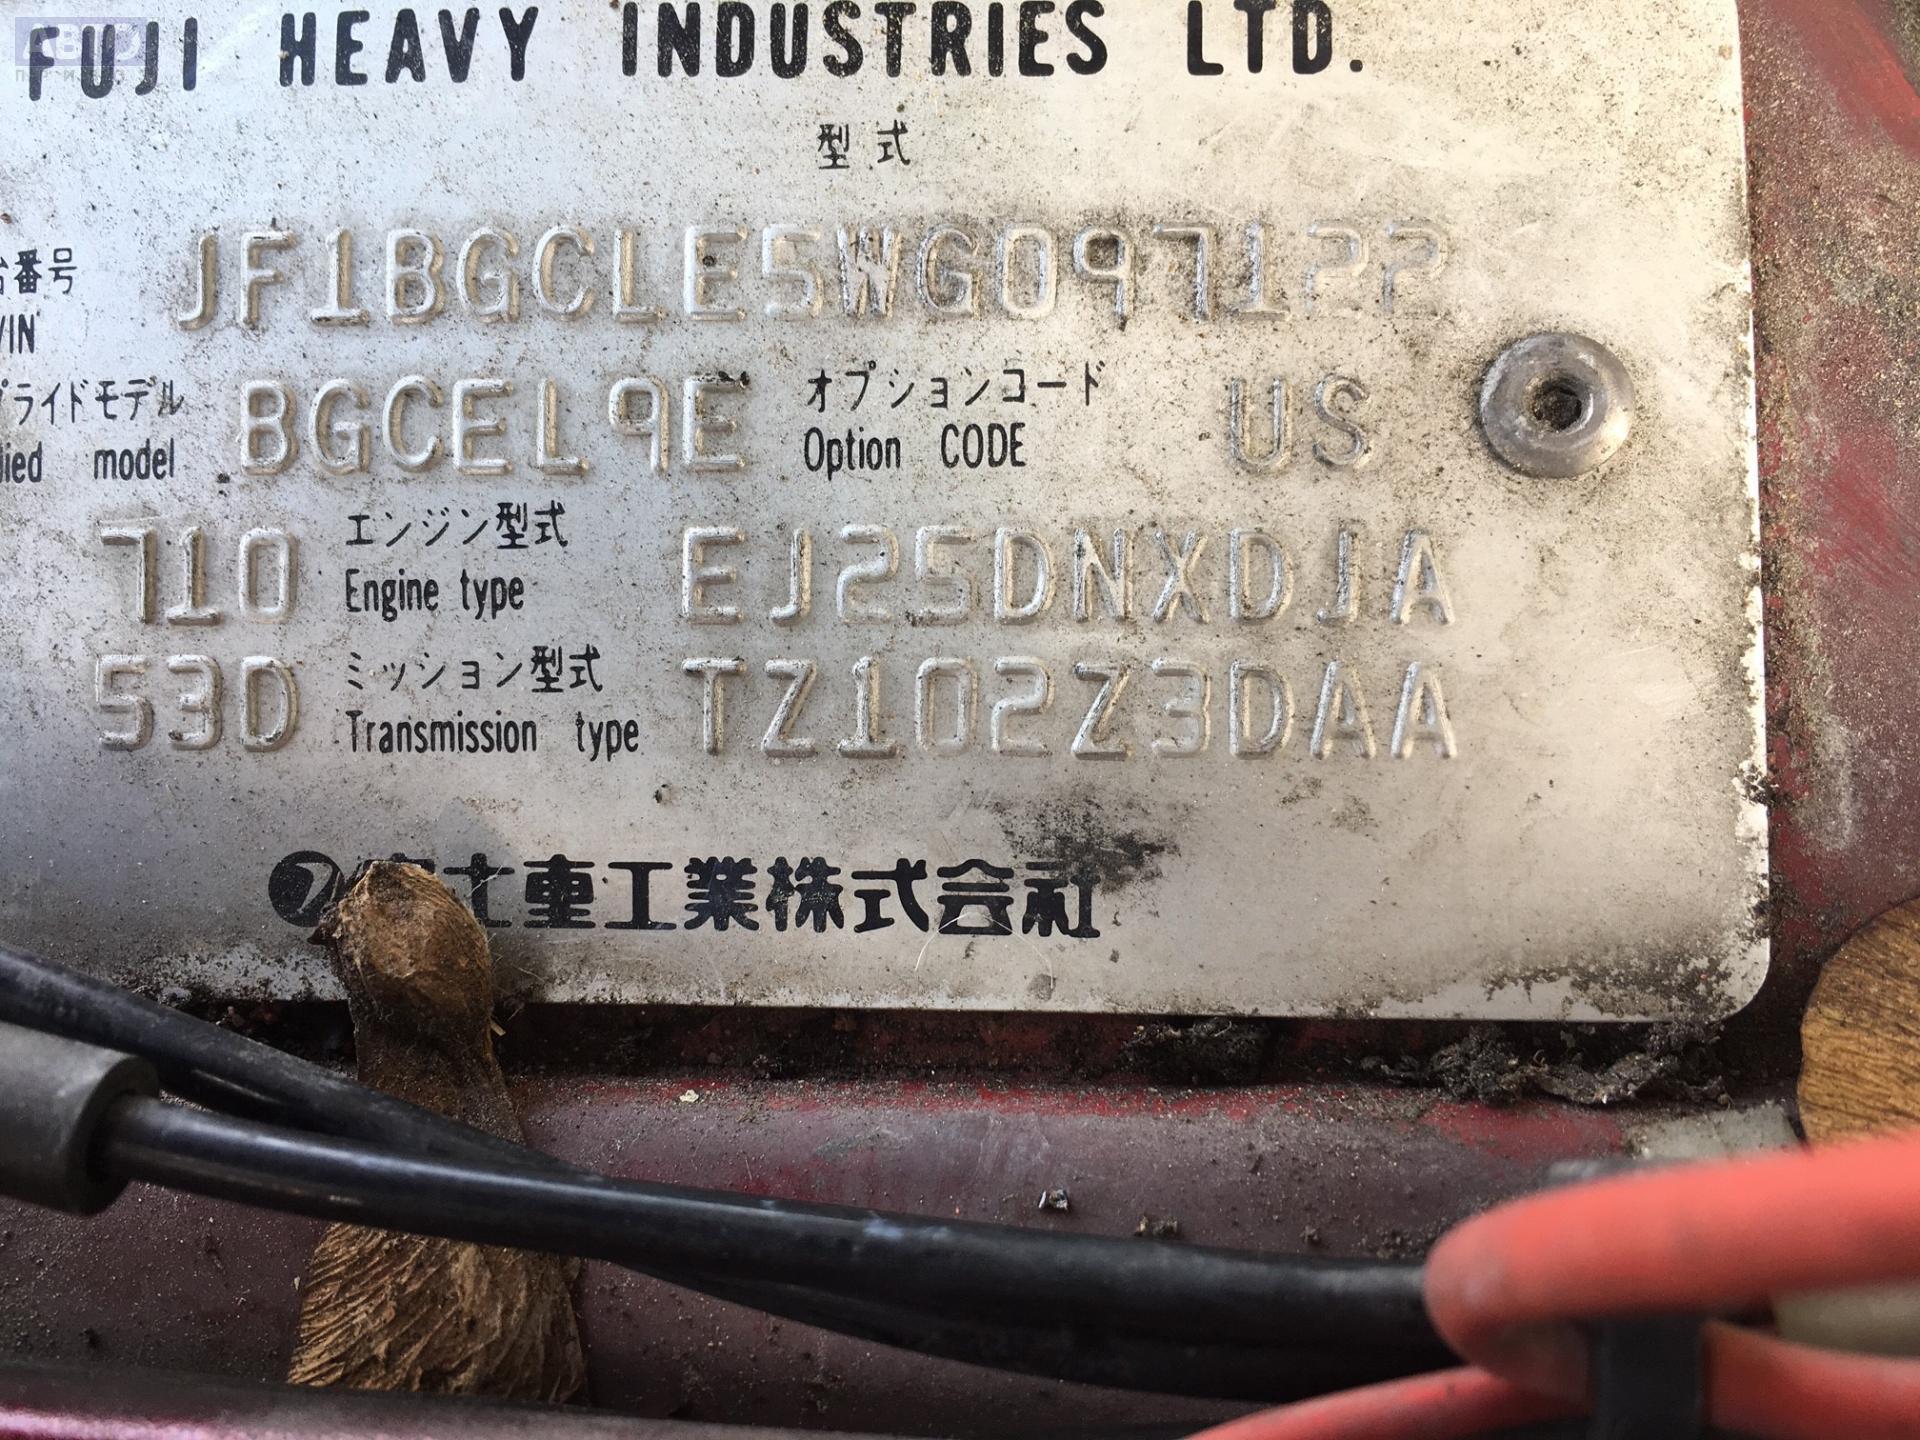 FUJI HEAVY INDUSTRIES LTD.
型式
台番号
VIN
JF1BGCLE5WG097122
プライドモデル
lied model
BGCEL9E
オプションコード
Option CODE
US
710
エンジン型式
Engine type
EJ25DNXDJA
53D
ミッション型式
Transmission type
TZ102Z3DAA
士重工業株式会社